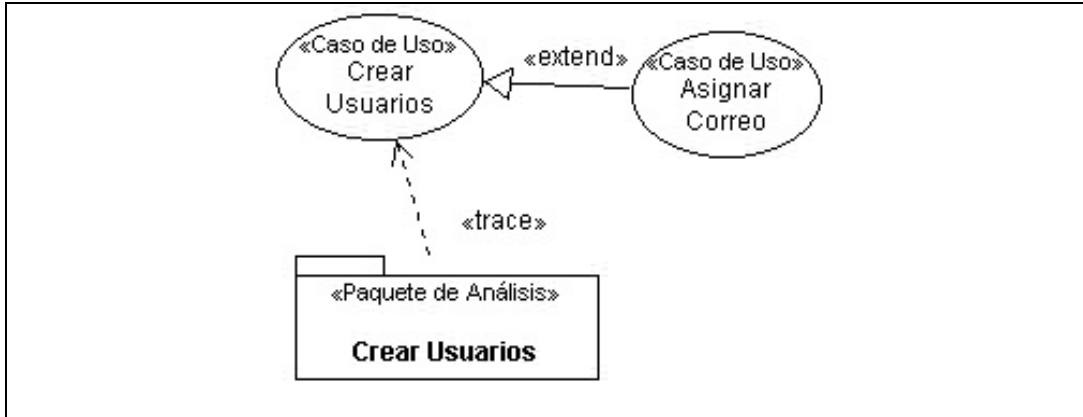 «Caso de Uso»
Crear
Usuarios
«extend»
«Caso de Uso»
Asignar
Correo
«trace»
«Paquete de Análisis»
Crear Usuarios